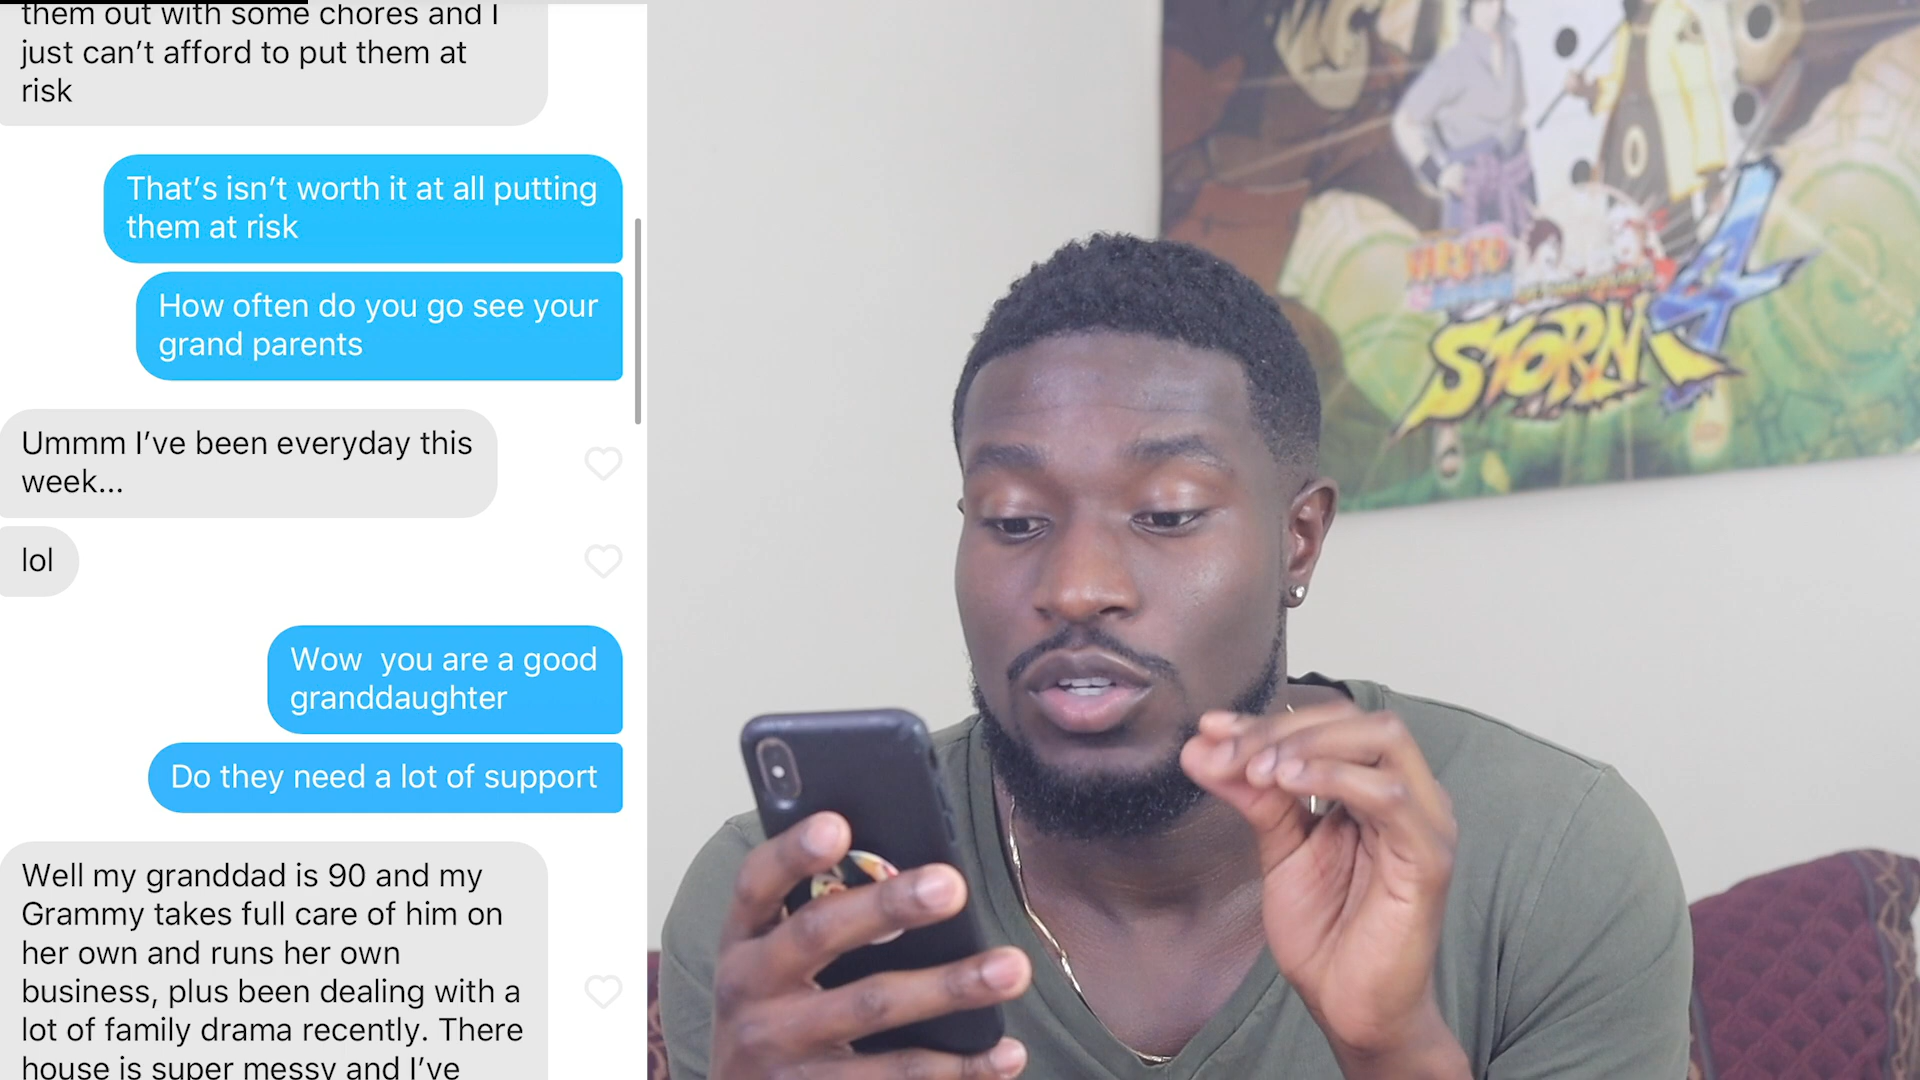 them out with some chores and I
just can’t afford to put them at
risk
That’s isn’t worth it at all putting
them at risk
How often do you go see your
grand parents
Ummm I’ve been everyday this
week...
lol
Wow  you are a good
granddaughter
Do they need a lot of support
Well my granddad is 90 and my
Grammy takes full care of him on
her own and runs her own
business, plus been dealing with a
lot of family drama recently. There
house is super messy and I’ve
NARUTO
STORM 4